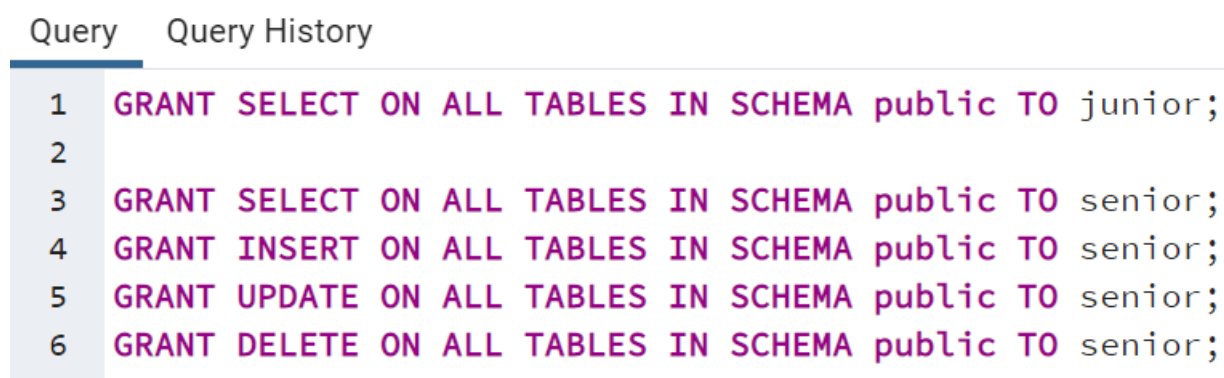 Query Query History
1 GRANT SELECT ON ALL TABLES IN SCHEMA public TO junior;
2
3 GRANT SELECT ON ALL TABLES IN SCHEMA public TO senior;
4 GRANT INSERT ON ALL TABLES IN SCHEMA public TO senior;
5 GRANT UPDATE ON ALL TABLES IN SCHEMA public TO senior;
6 GRANT DELETE ON ALL TABLES IN SCHEMA public TO senior;